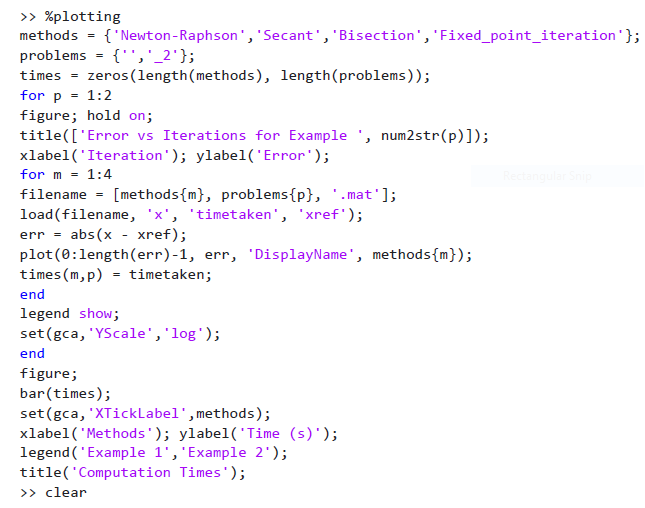 >> %plotting
methods = {'Newton-Raphson','Secant','Bisection','Fixed_point_iteration'};
problems = {'','_2'};
times = zeros(length(methods), length(problems));
for p = 1:2
figure; hold on;
title(['Error vs Iterations for Example ', num2str(p)]);
xlabel('Iteration'); ylabel('Error');
for m = 1:4
Rectangular Snip
filename = [methods{m}, problems{p}, '.mat'];
load(filename, 'x', 'timetaken', 'xref');
err = abs(x - xref);
plot(0:length(err)-1, err, 'DisplayName', methods{m});
times(m,p) = timetaken;
end
legend show;
set(gca,'YScale','log');
end
figure;
bar(times);
set(gca,'XTickLabel',methods);
xlabel('Methods'); ylabel('Time (s)');
legend('Example 1','Example 2');
title('Computation Times');
>> clear